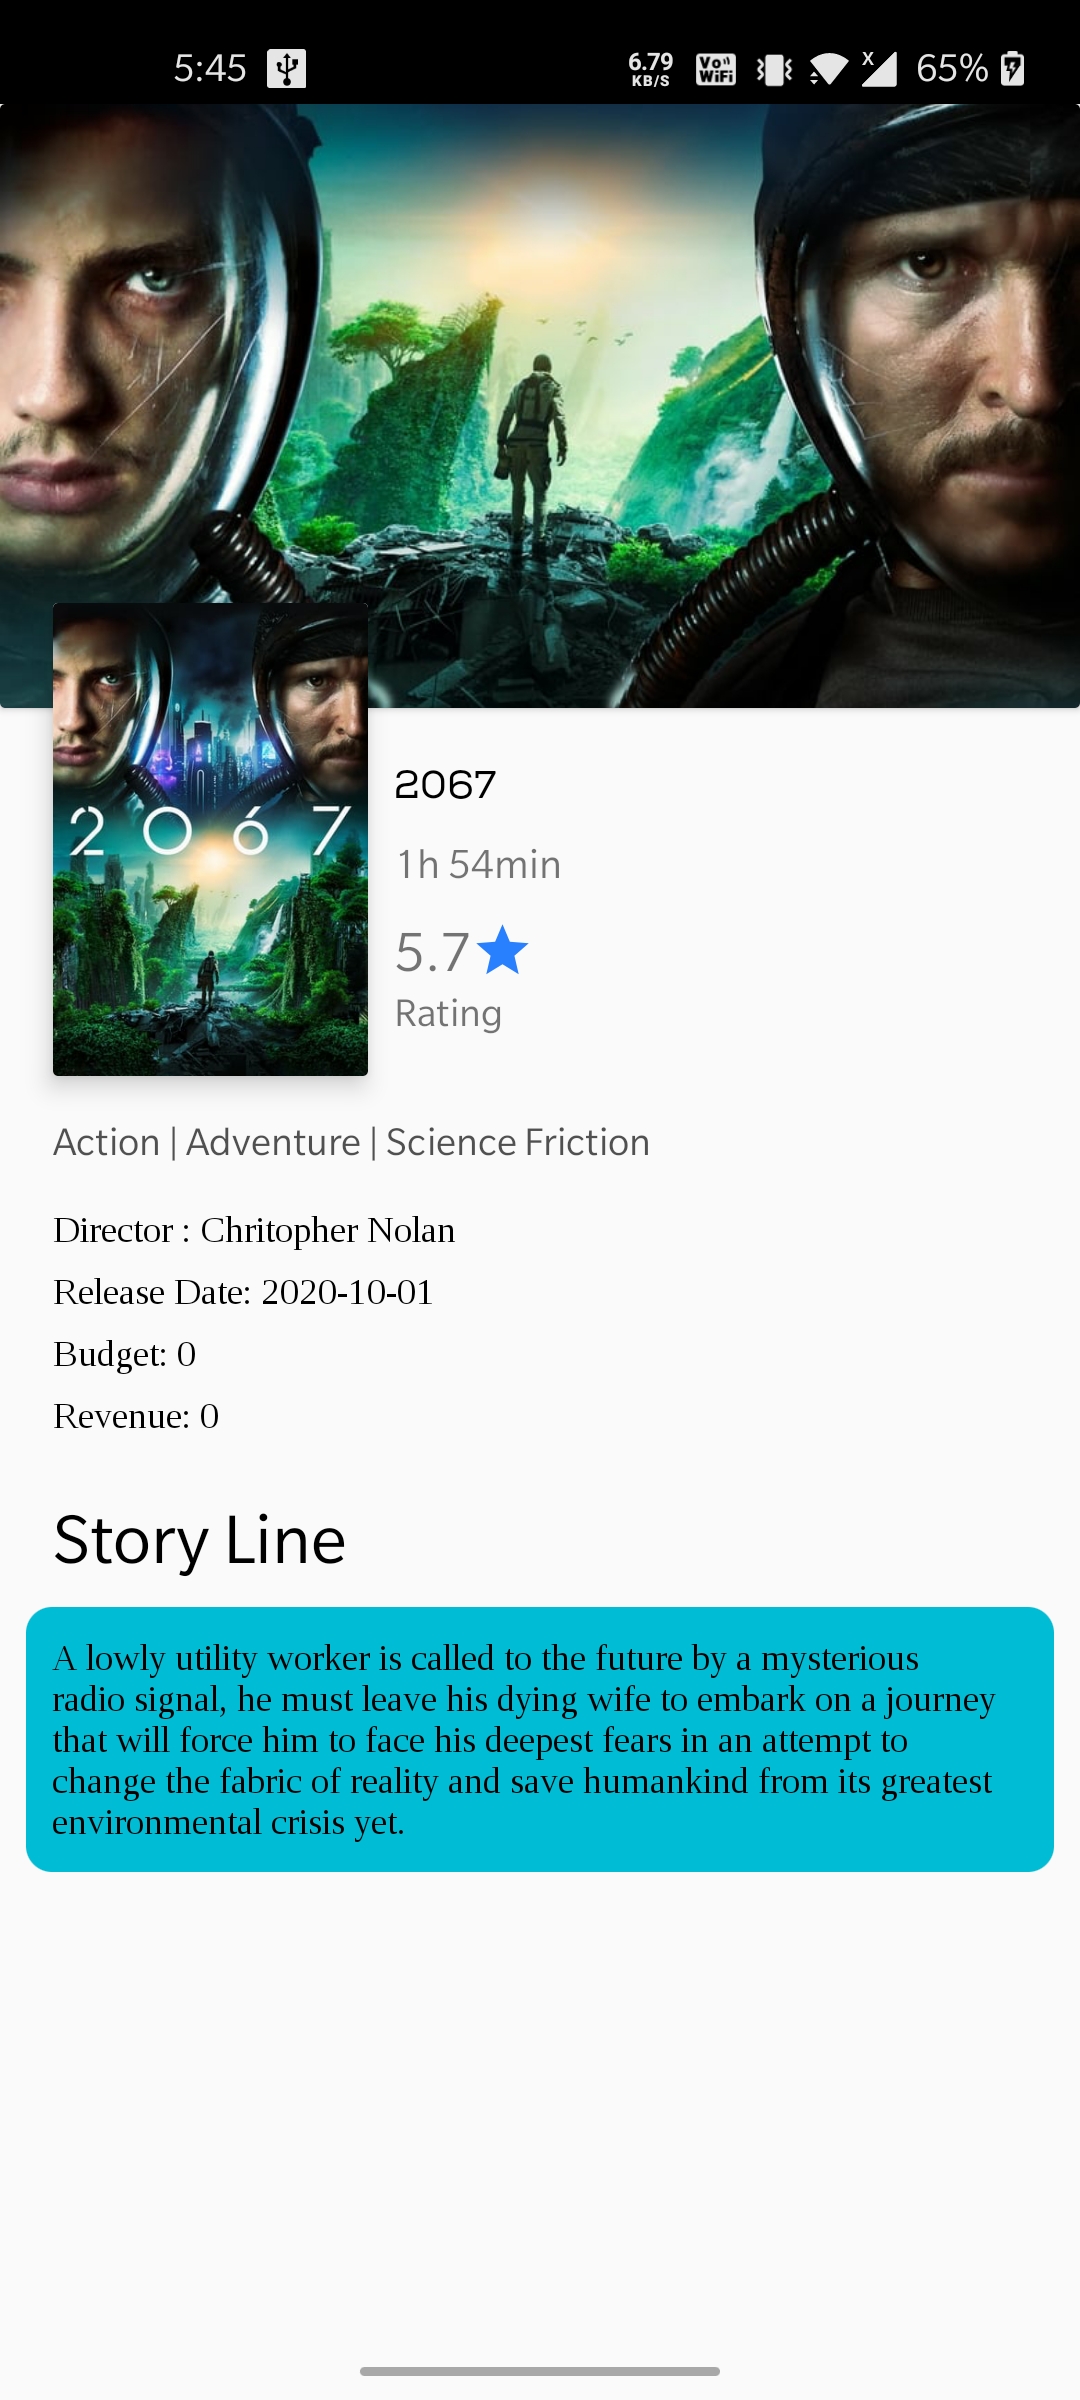 5:45
6.79 KB/S
Vo WiFi
X
65%
2 0 6 7
2067
1h 54min
5.7
Rating
Action | Adventure | Science Friction
Director : Chritopher Nolan
Release Date: 2020-10-01
Budget: 0
Revenue: 0
Story Line
A lowly utility worker is called to the future by a mysterious
radio signal, he must leave his dying wife to embark on a journey
that will force him to face his deepest fears in an attempt to
change the fabric of reality and save humankind from its greatest
environmental crisis yet.